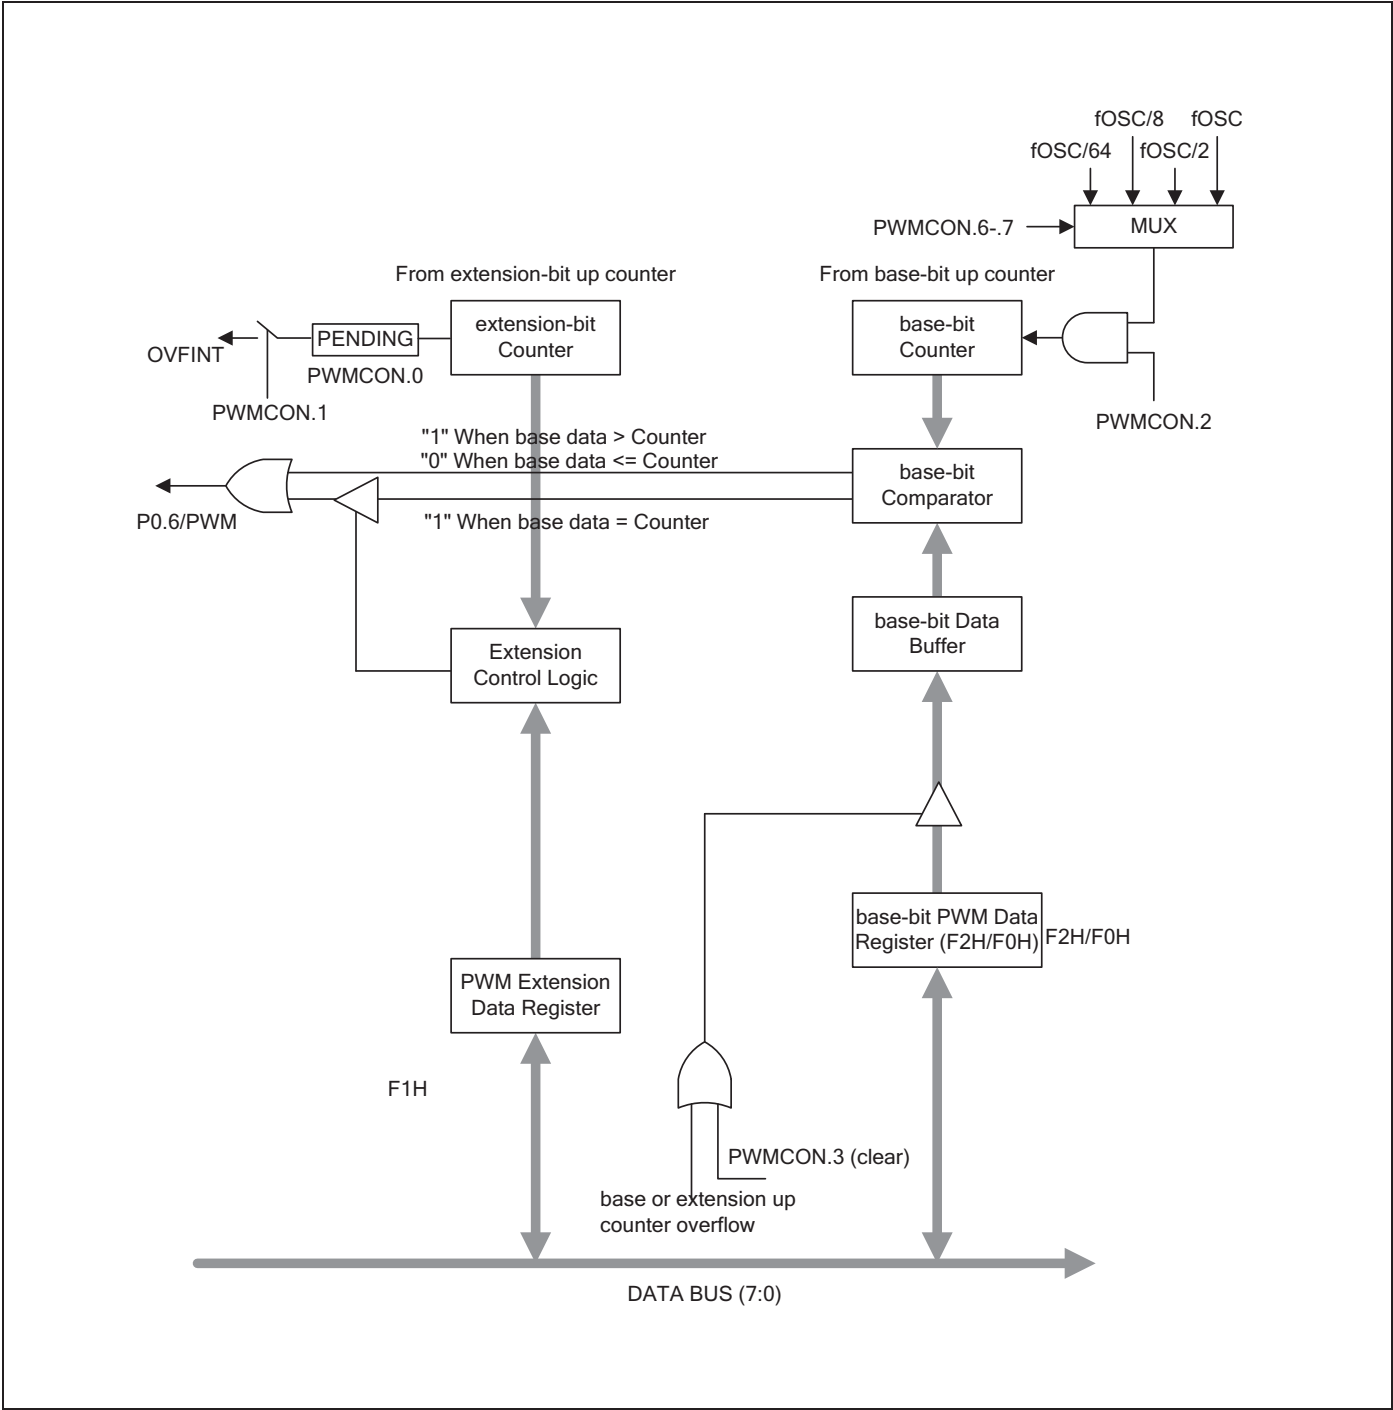 fOSC/8 fOSC
fOSC/64 fOSC/2
PWMCON.6-.7
MUX
From extension-bit up counter
From base-bit up counter
extension-bit
Counter
base-bit
Counter
PENDING
OVFINT
PWMCON.0
PWMCON.1
PWMCON.2
"1" When base data > Counter
"0" When base data <= Counter
base-bit
Comparator
P0.6/PWM
"1" When base data = Counter
base-bit Data
Buffer
Extension
Control Logic
base-bit PWM Data
Register (F2H/F0H)
F2H/F0H
PWM Extension
Data Register
F1H
PWMCON.3 (clear)
base or extension up
counter overflow
DATA BUS (7:0)